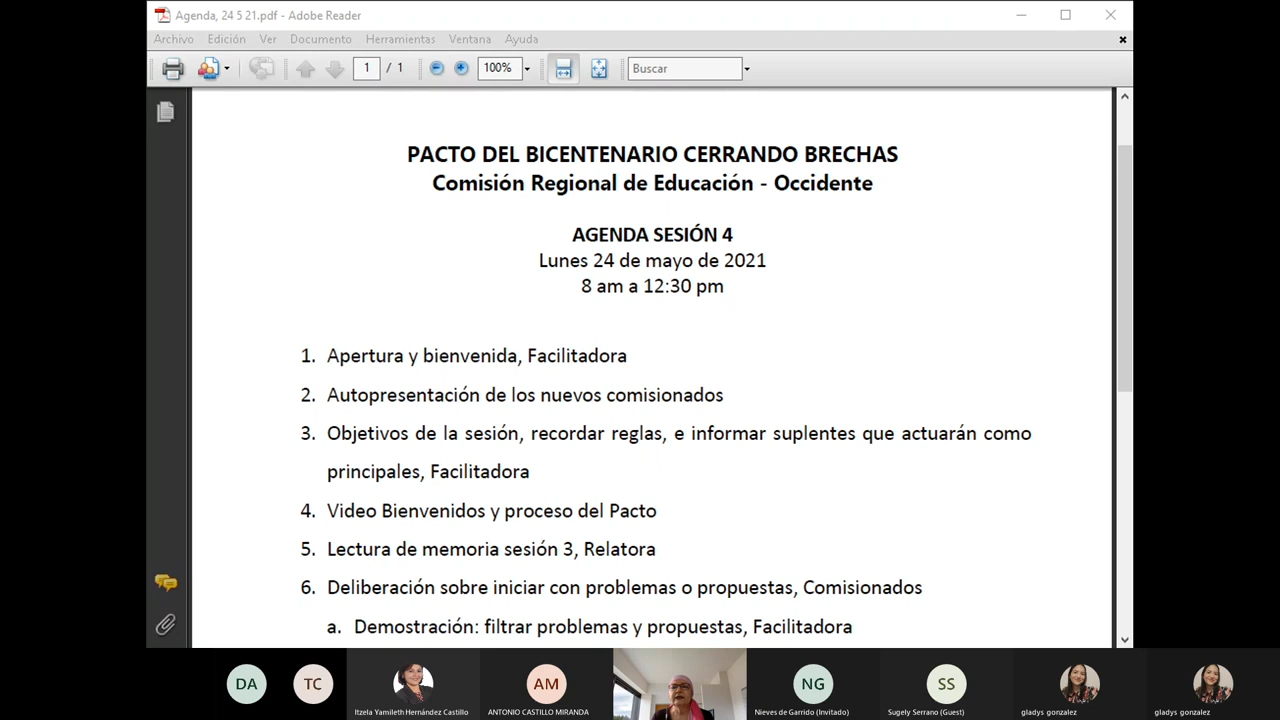 Agenda, 24 5 21.pdf - Adobe Reader
Archivo Edición Ver Documento Herramientas Ventana Ayuda
1 / 1 100% Buscar
PACTO DEL BICENTENARIO CERRANDO BRECHAS
Comisión Regional de Educación - Occidente
AGENDA SESIÓN 4
Lunes 24 de mayo de 2021
8 am a 12:30 pm
1. Apertura y bienvenida, Facilitadora
2. Autopresentación de los nuevos comisionados
3. Objetivos de la sesión, recordar reglas, e informar suplentes que actuarán como
principales, Facilitadora
4. Video Bienvenidos y proceso del Pacto
5. Lectura de memoria sesión 3, Relatora
6. Deliberación sobre iniciar con problemas o propuestas, Comisionados
a. Demostración: filtrar problemas y propuestas, Facilitadora
DA TC AM NG SS
Itzela Yamileth Hernández Castillo ANTONIO CASTILLO MIRANDA Nieves de Garrido (Invitado) Sugely Serrano (Guest) gladys gonzalez gladys gonzalez